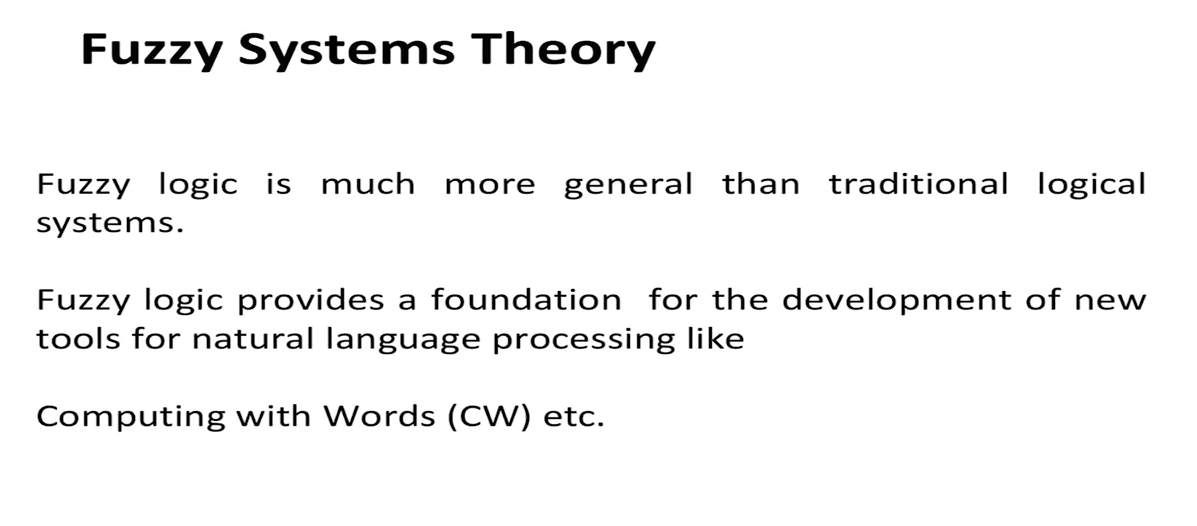 Fuzzy Systems Theory
Fuzzy logic is much more general than traditional logical
systems.
Fuzzy logic provides a foundation for the development of new
tools for natural language processing like
Computing with Words (CW) etc.